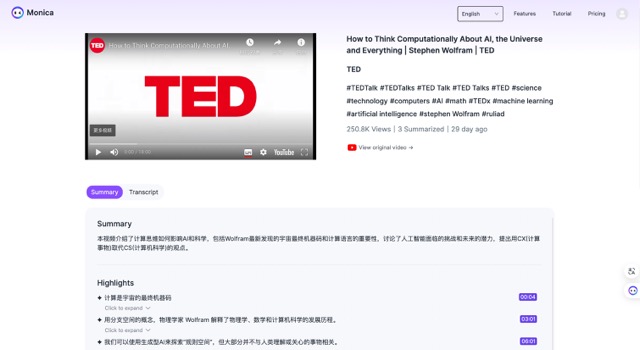 Monica
English
Features
Tutorial
Pricing
TED
How to Think Computationally About AI...
TED
更多视频
0:00 / 18:00
YouTube
How to Think Computationally About AI, the Universe
and Everything | Stephen Wolfram | TED
TED
#TEDTalk #TEDTalks #TED Talk #TED Talks #TED #science
#technology #computers #AI #math #TEDx #machine learning
#artificial intelligence #stephen Wolfram #ruliad
250.8K Views | 3 Summarized | 29 day ago
View original video →
Summary
Transcript
Summary
本视频介绍了计算思维如何影响AI和科学，包括Wolfram最新发现的宇宙最终机器码和计算语言的重要性，讨论了人工智能面临的挑战和未来的潜力，提出用CX(计算
事物)取代CS(计算机科学)的观点。
Highlights
✦ 计算是宇宙的最终机器码
00:04
Click to expand
✦ 用分支空间的概念，物理学家 Wolfram 解释了物理学、数学和计算机科学的发展历程。
03:01
Click to expand
✦ 我们可以使用生成型AI来探索“规则空间”，但大部分并不与人类理解或关心的事物相关。
06:01